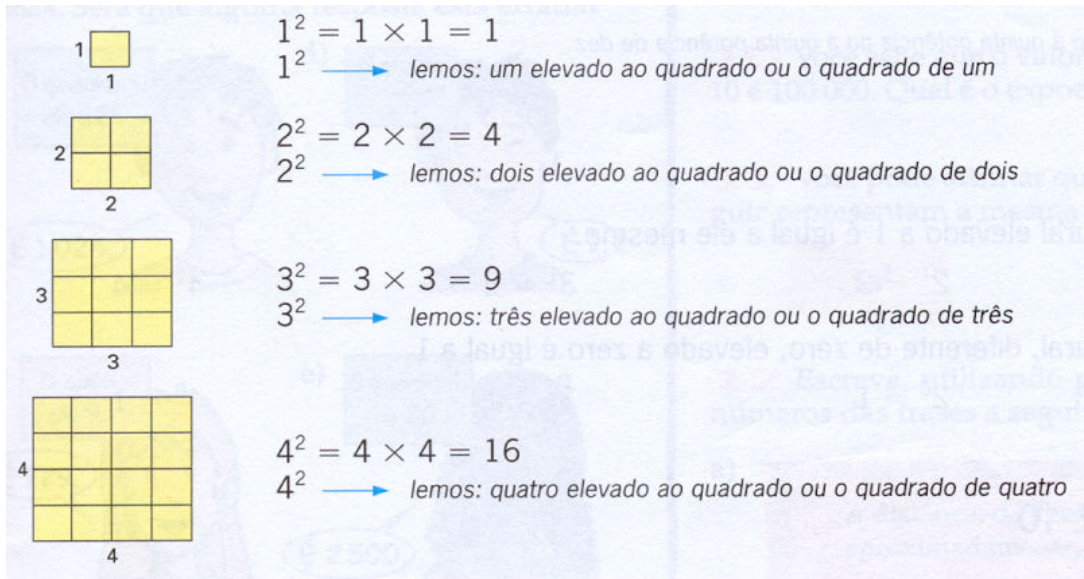 1
1
1² = 1 × 1 = 1
1² → lemos: um elevado ao quadrado ou o quadrado de um
2
2
2² = 2 × 2 = 4
2² → lemos: dois elevado ao quadrado ou o quadrado de dois
3
3
3² = 3 × 3 = 9
3² → lemos: três elevado ao quadrado ou o quadrado de três
4
4
4² = 4 × 4 = 16
4² → lemos: quatro elevado ao quadrado ou o quadrado de quatro